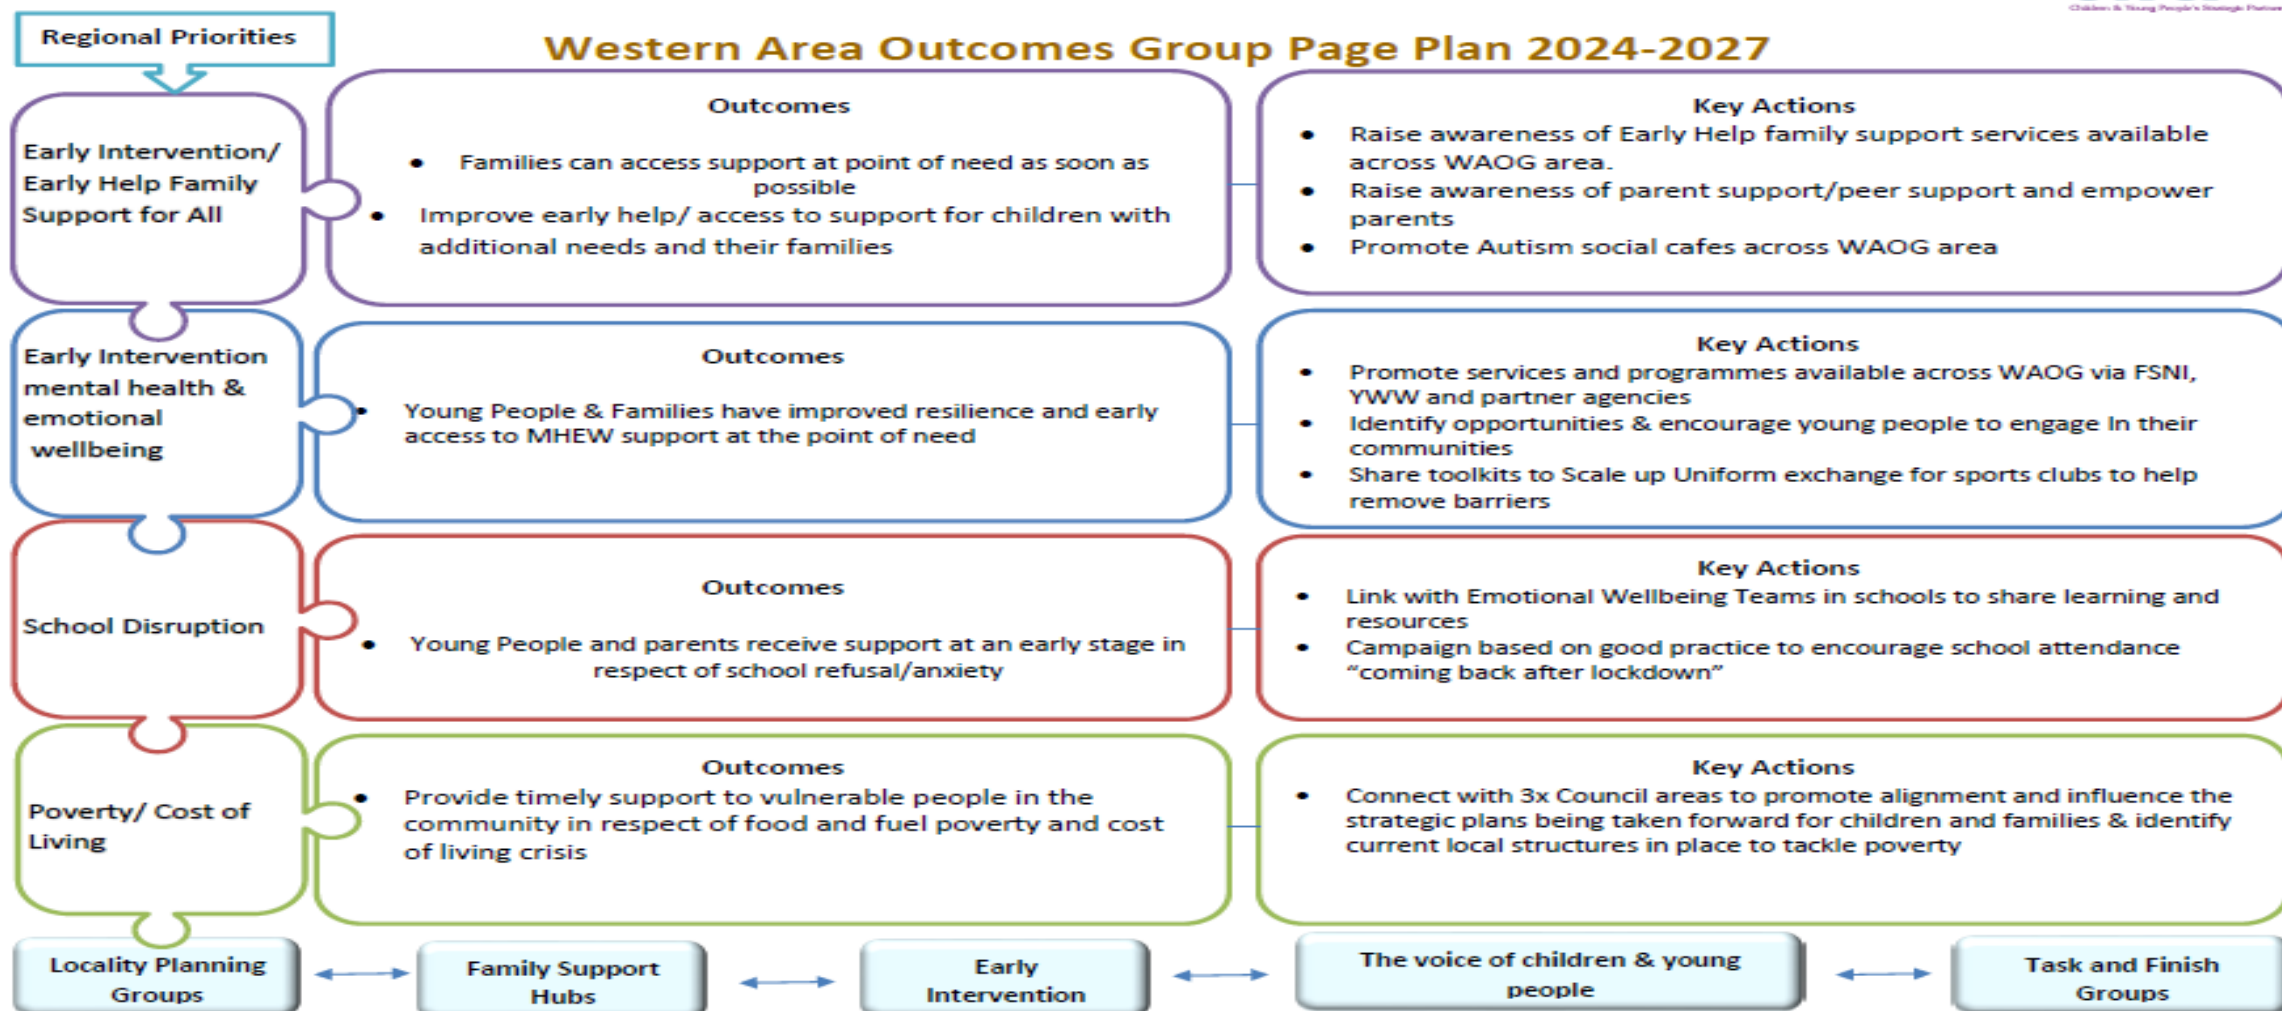 Children & Young People's Strategic Partner
Regional Priorities
Western Area Outcomes Group Page Plan 2024-2027
Early Intervention/
Early Help Family
Support for All
Outcomes
• Families can access support at point of need as soon as
possible
• Improve early help/ access to support for children with
additional needs and their families
Key Actions
• Raise awareness of Early Help family support services available
across WAOG area.
• Raise awareness of parent support/peer support and empower
parents
• Promote Autism social cafes across WAOG area
Early Intervention
mental health &
emotional
wellbeing
Outcomes
• Young People & Families have improved resilience and early
access to MHEW support at the point of need
Key Actions
• Promote services and programmes available across WAOG via FSNI,
YWW and partner agencies
• Identify opportunities & encourage young people to engage In their
communities
• Share toolkits to Scale up Uniform exchange for sports clubs to help
remove barriers
School Disruption
Outcomes
• Young People and parents receive support at an early stage in
respect of school refusal/anxiety
Key Actions
• Link with Emotional Wellbeing Teams in schools to share learning and
resources
• Campaign based on good practice to encourage school attendance
“coming back after lockdown”
Poverty/ Cost of
Living
Outcomes
• Provide timely support to vulnerable people in the
community in respect of food and fuel poverty and cost
of living crisis
Key Actions
• Connect with 3x Council areas to promote alignment and influence the
strategic plans being taken forward for children and families & identify
current local structures in place to tackle poverty
Locality Planning
Groups
Family Support
Hubs
Early
Intervention
The voice of children & young
people
Task and Finish
Groups